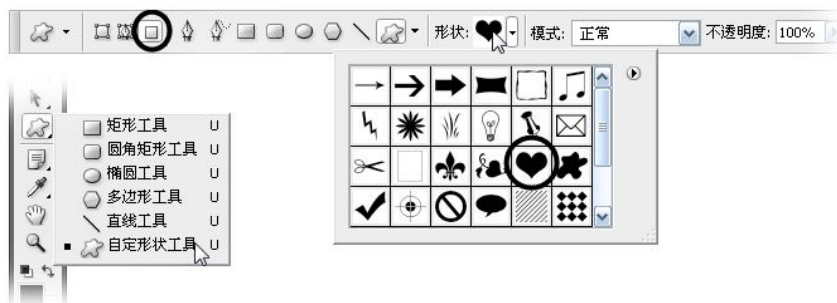 形状: 模式: 正常 不透明度: 100%
矩形工具 U
圆角矩形工具 U
椭圆工具 U
多边形工具 U
直线工具 U
自定形状工具 U